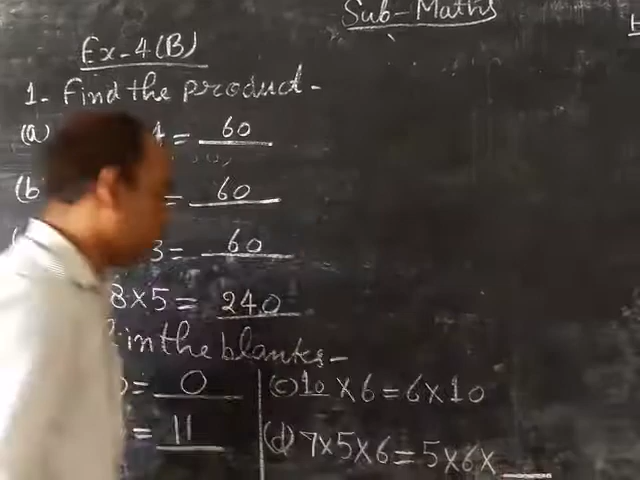 Sub-Maths
Ex-4(B)
1- Find the product-
(a) 4 = 60
(b = 60
3 = 60
8×5 = 240
in the blanks-
= 0
= 11
(c) 10 × 6 = 6×10
(d) 7×5×6 = 5×6× ___